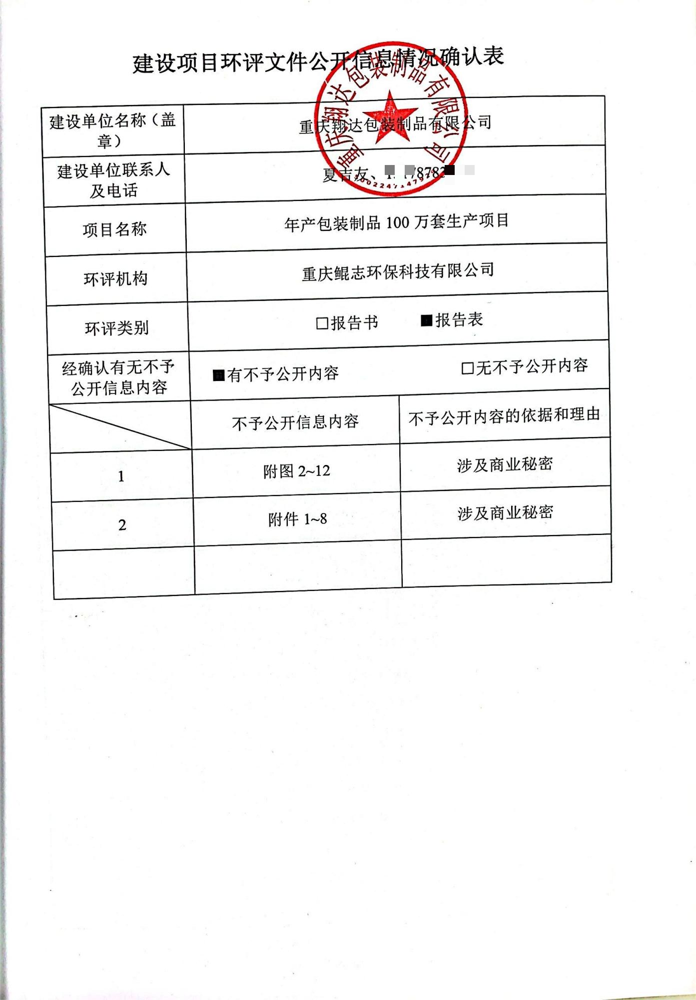 建设项目环评文件公开信息情况确认表
建设单位名称（盖
章）
重庆翔达包装制品有限公司
重庆翔达包装制品有限公司
建设单位联系人
及电话
夏吉友、
项目名称
年产包装制品 100 万套生产项目
环评机构
重庆鲲志环保科技有限公司
环评类别
□报告书 ■报告表
经确认有无不予
公开信息内容
■有不予公开内容 □无不予公开内容
不予公开信息内容 不予公开内容的依据和理由
1 附图 2~12 涉及商业秘密
2 附件 1~8 涉及商业秘密